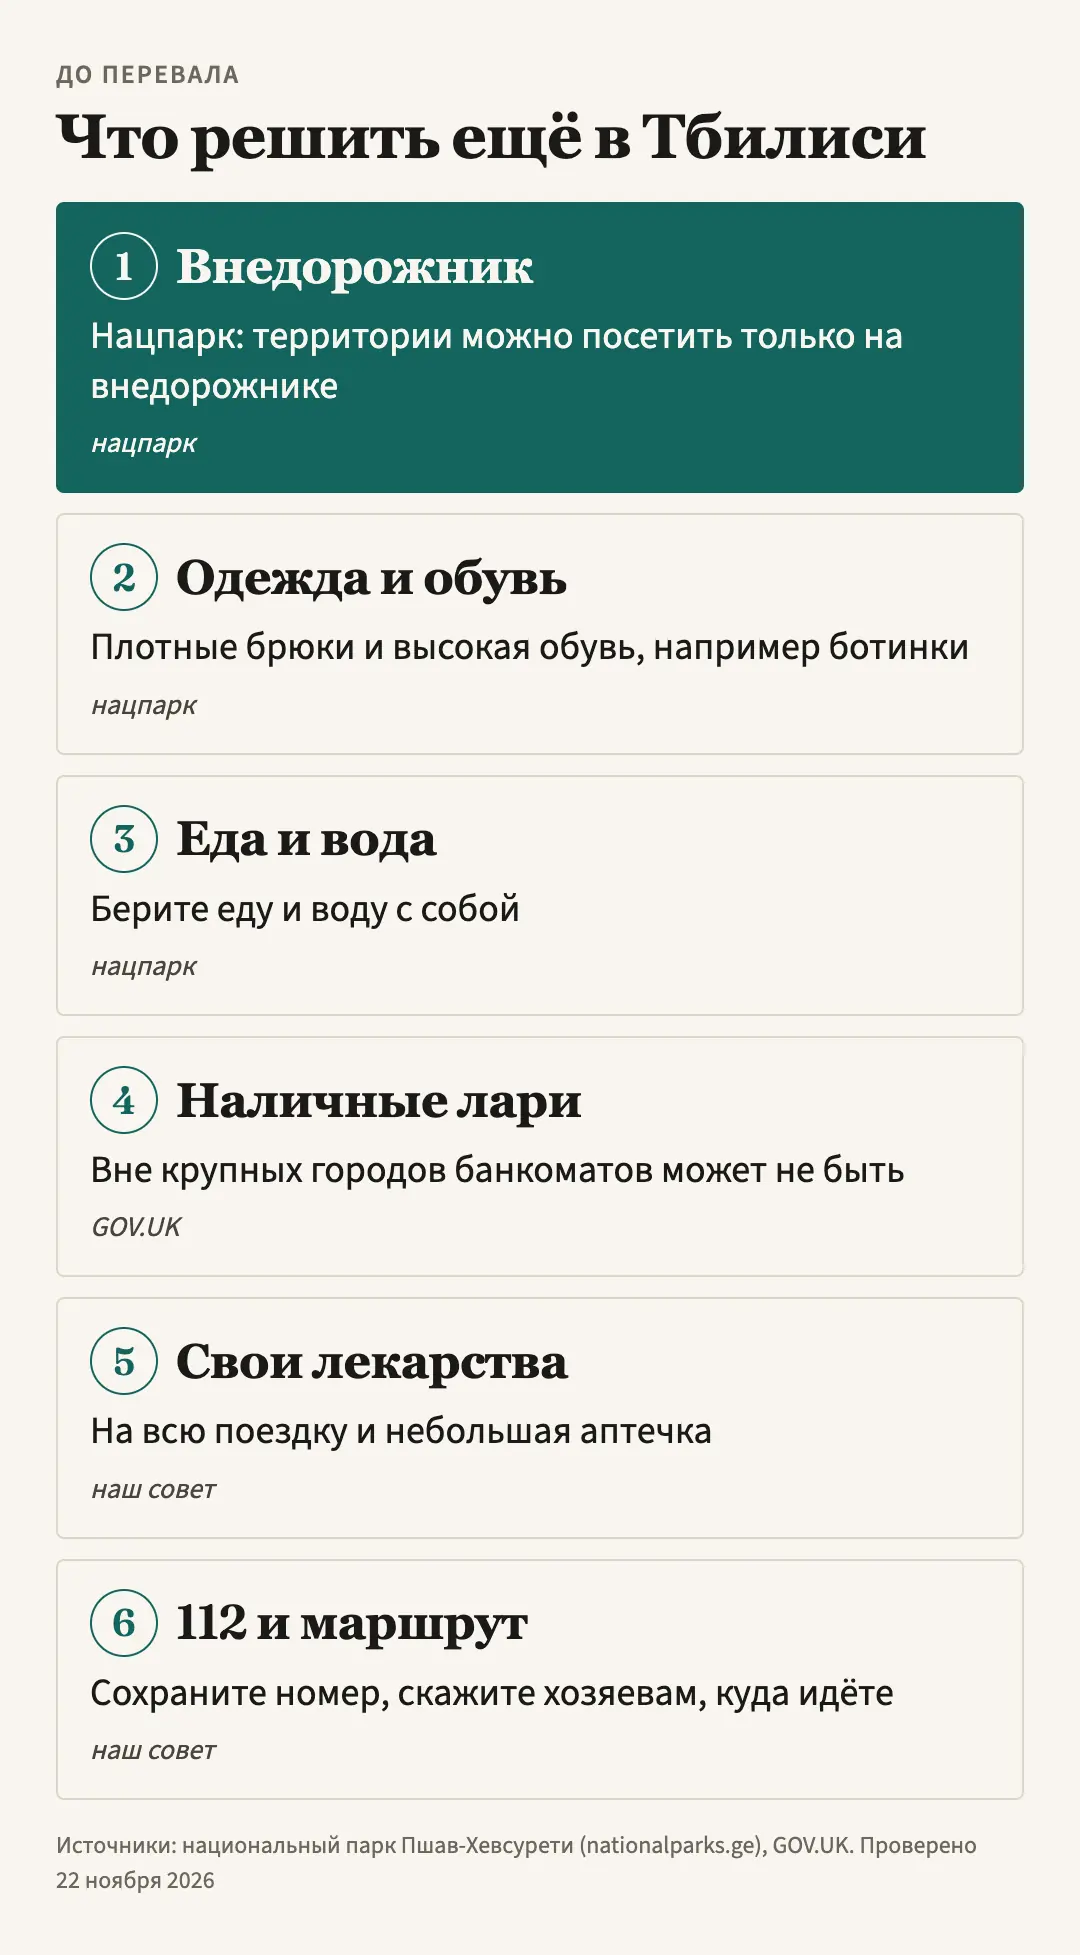 ДО ПЕРЕВАЛА
Что решить ещё в Тбилиси
1 Внедорожник
Нацпарк: территории можно посетить только на
внедорожнике
нацпарк
2 Одежда и обувь
Плотные брюки и высокая обувь, например ботинки
нацпарк
3 Еда и вода
Берите еду и воду с собой
нацпарк
4 Наличные лари
Вне крупных городов банкоматов может не быть
GOV.UK
5 Свои лекарства
На всю поездку и небольшая аптечка
наш совет
6 112 и маршрут
Сохраните номер, скажите хозяевам, куда идёте
наш совет
Источники: национальный парк Пшав-Хевсурети (nationalparks.ge), GOV.UK. Проверено
22 ноября 2026